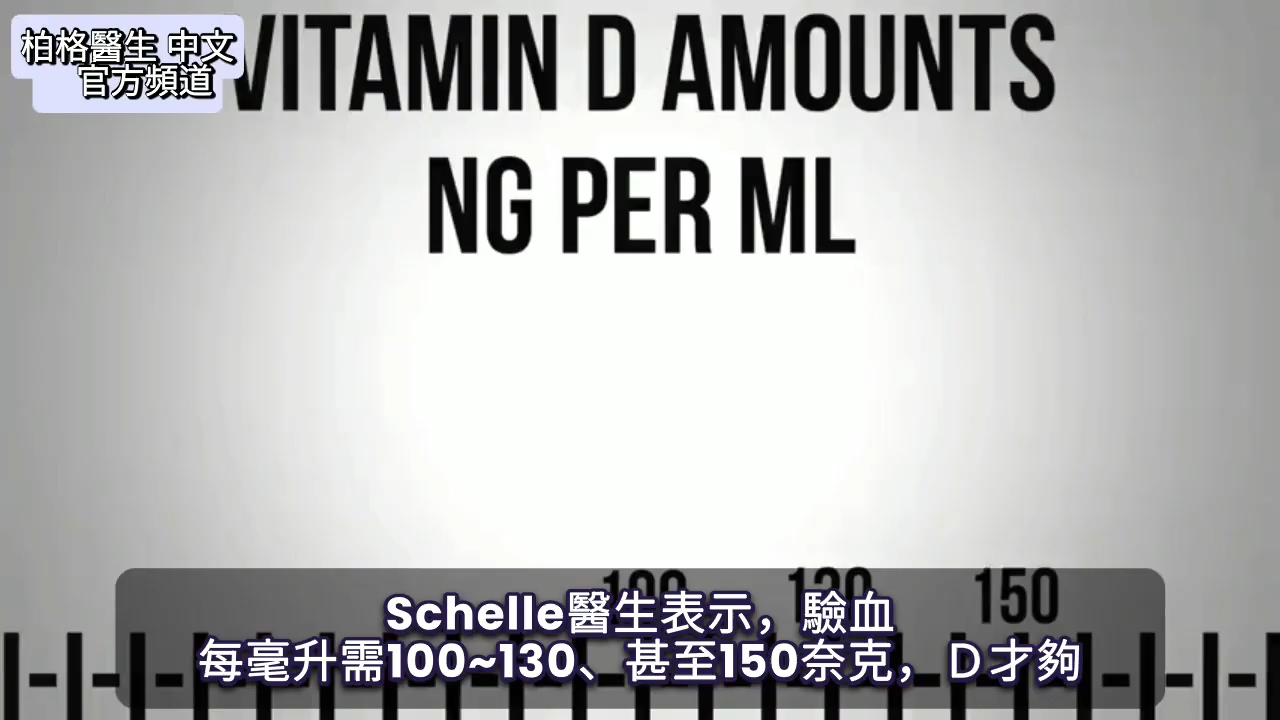 柏格醫生 中文
官方頻道
VITAMIN D AMOUNTS
NG PER ML
100 130 150
Schelle醫生表示，驗血
每毫升需100~130、甚至150奈克，D才夠